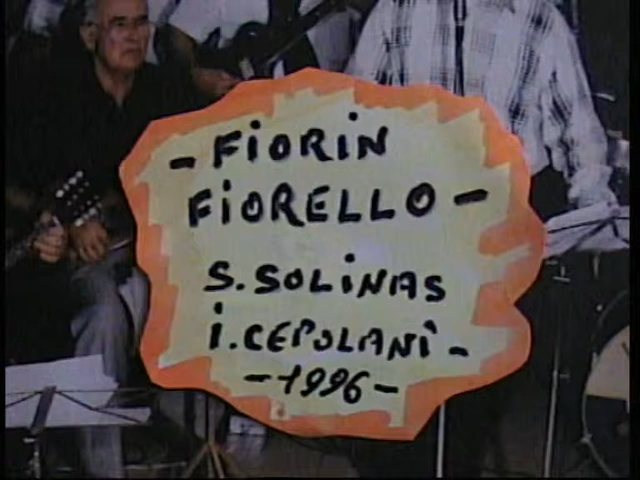 - FiORiN
FiORELLO -
S. SOLiNAS
i. CEPOLANi -
- 1996 -